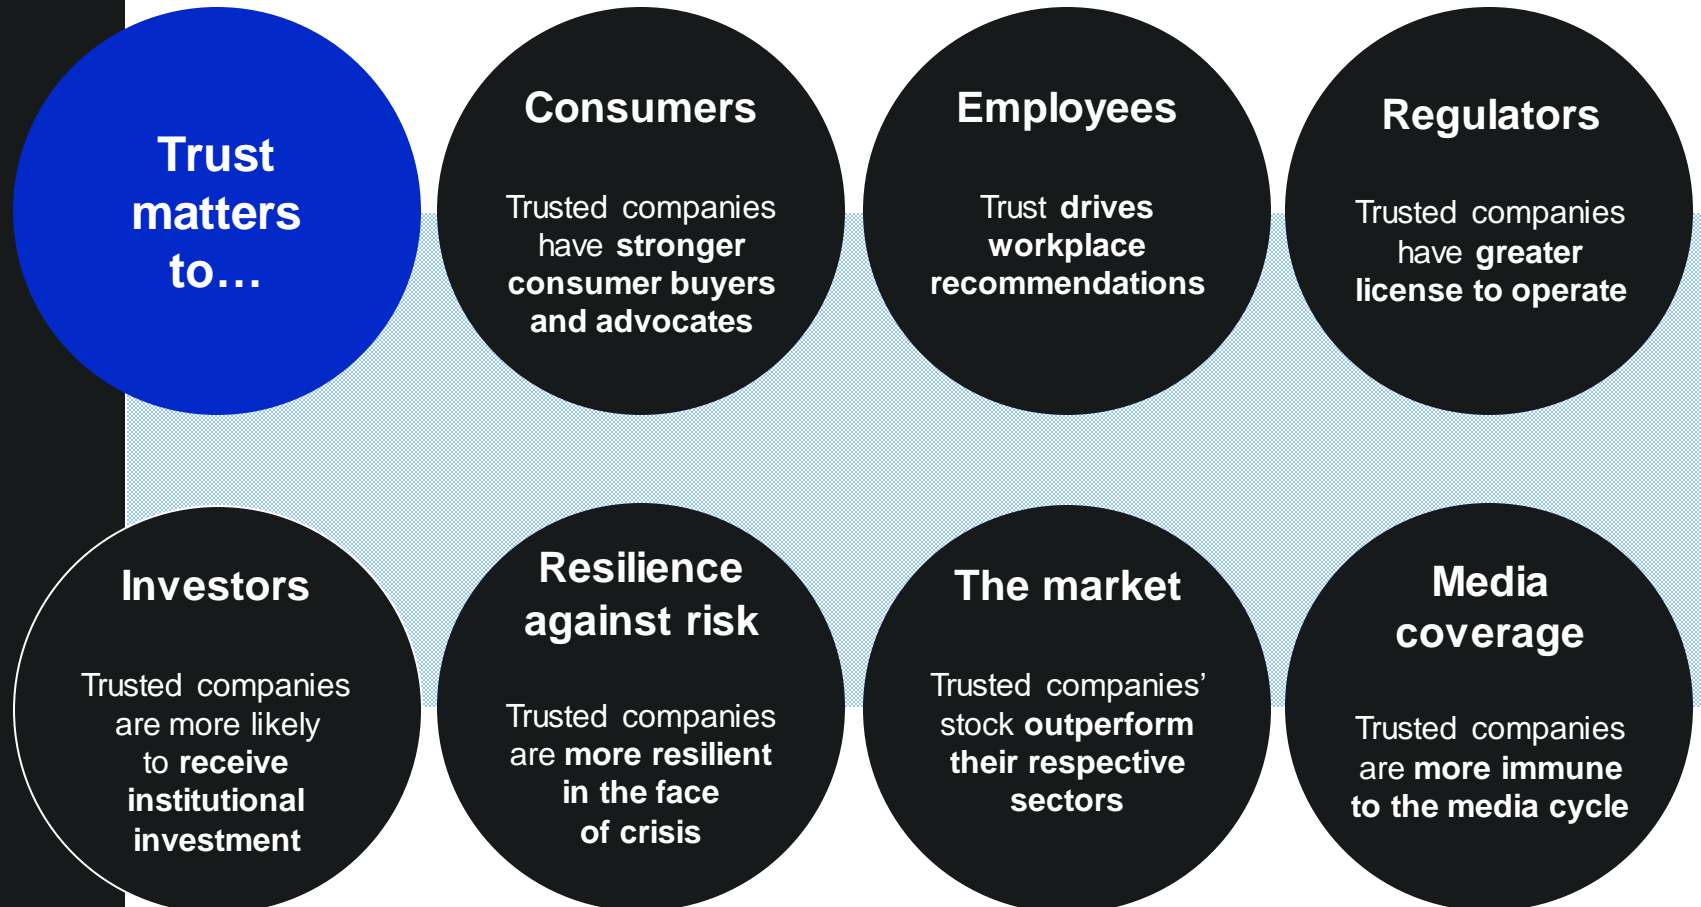 Trust
matters
to…
Consumers
Trusted companies
have stronger
consumer buyers
and advocates
Employees
Trust drives
workplace
recommendations
Regulators
Trusted companies
have greater
license to operate
Investors
Trusted companies
are more likely
to receive
institutional
investment
Resilience
against risk
Trusted companies
are more resilient
in the face
of crisis
The market
Trusted companies’
stock outperform
their respective
sectors
Media
coverage
Trusted companies
are more immune
to the media cycle